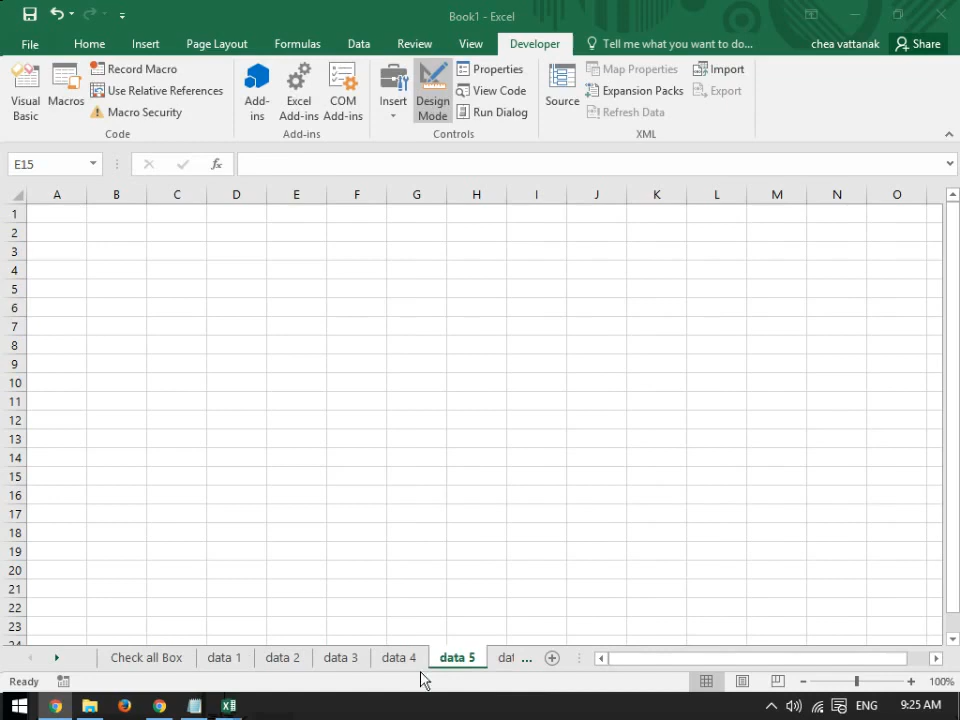 Book1 - Excel
File Home Insert Page Layout Formulas Data Review View Developer Tell me what you want to do... chea vattanak Share
Visual Basic
Macros
Record Macro
Use Relative References
Macro Security
Code
Add-ins
Excel Add-ins
COM Add-ins
Add-ins
Insert
Design Mode
Properties
View Code
Run Dialog
Controls
Source
Map Properties
Expansion Packs
Refresh Data
Import
Export
XML
E15 fx
A B C D E F G H I J K L M N O
1
2
3
4
5
6
7
8
9
10
11
12
13
14
15
16
17
18
19
20
21
22
23
24
Check all Box data 1 data 2 data 3 data 4 data 5 dat ...
Ready 100%
ENG 9:25 AM